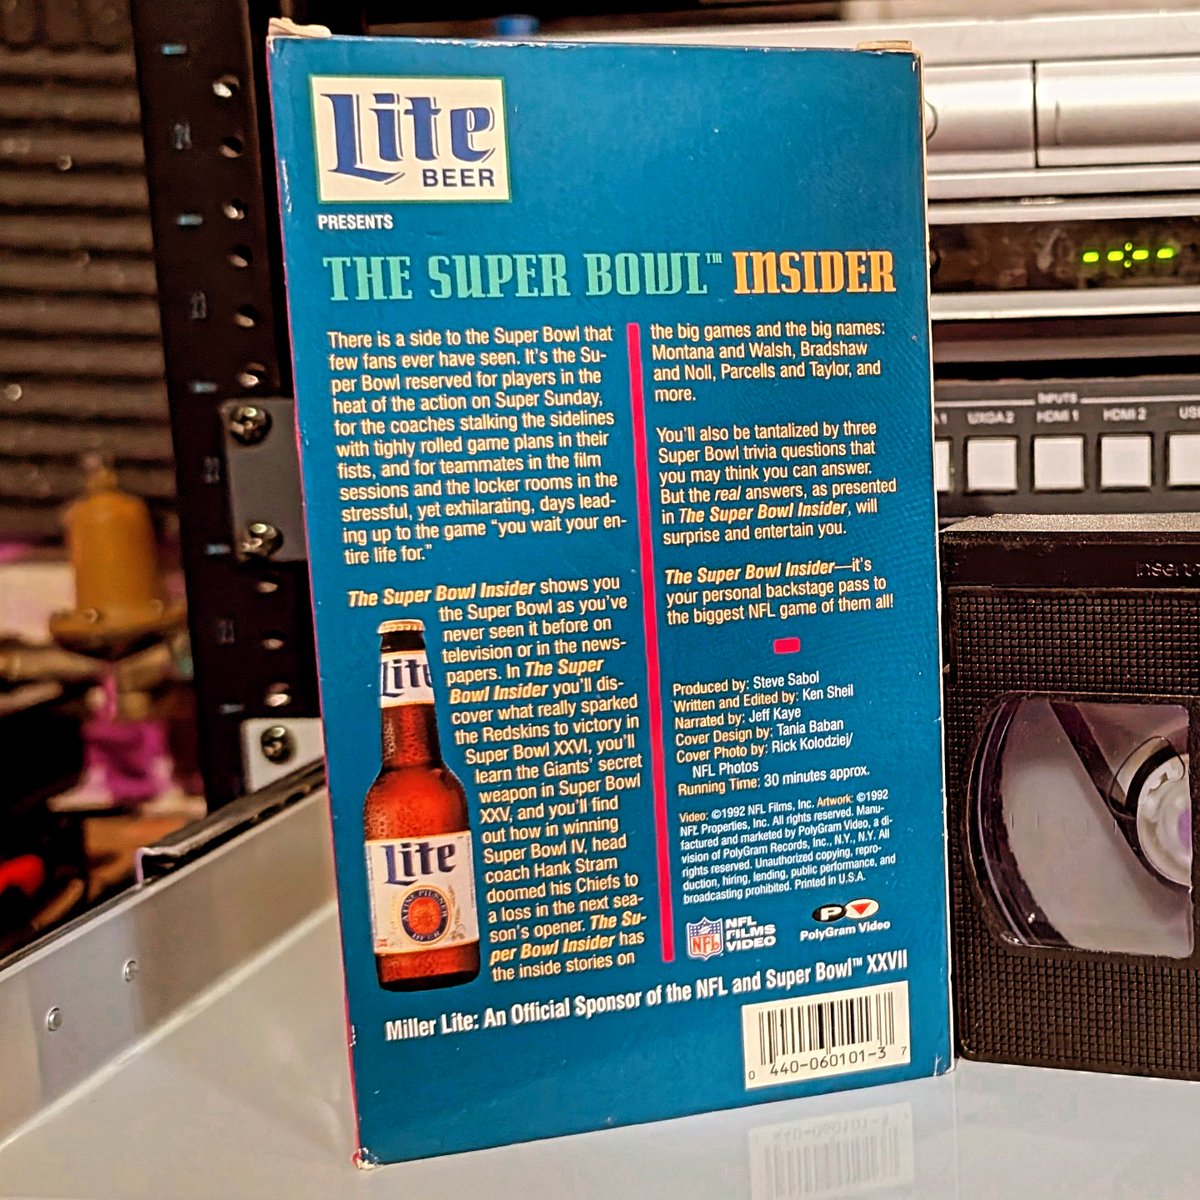 Lite
BEER
PRESENTS
THE SUPER BOWL™ INSIDER
There is a side to the Super Bowl that
few fans ever have seen. It's the Su-
per Bowl reserved for players in the
heat of the action on Super Sunday,
for the coaches stalking the sidelines
with tighly rolled game plans in their
fists, and for teammates in the film
sessions and the locker rooms in the
stressful, yet exhilarating, days lead-
ing up to the game "you wait your en-
tire life for."
The Super Bowl Insider shows you
the Super Bowl as you've
never seen it before on
television or in the news-
papers. In The Super
Bowl Insider you'll dis-
cover what really sparked
the Redskins to victory in
Super Bowl XXVI, you'll
learn the Giants' secret
weapon in Super Bowl
XXV, and you'll find
out how in winning
Super Bowl IV, head
coach Hank Stram
doomed his Chiefs to
a loss in the next sea-
son's opener. The Su-
per Bowl Insider has
the inside stories on
the big games and the big names:
Montana and Walsh, Bradshaw
and Noll, Parcells and Taylor, and
more.
You'll also be tantalized by three
Super Bowl trivia questions that
you may think you can answer.
But the real answers, as presented
in The Super Bowl Insider, will
surprise and entertain you.
The Super Bowl Insider—it's
your personal backstage pass to
the biggest NFL game of them all!
Produced by: Steve Sabol
Written and Edited by: Ken Sheil
Narrated by: Jeff Kaye
Cover Design by: Tania Baban
Cover Photo by: Rick Kolodziej/
NFL Photos
Running Time: 30 minutes approx.
Video: ©1992 NFL Films, Inc. Artwork: ©1992
NFL Properties, Inc. All rights reserved. Manu-
factured and marketed by PolyGram Video, a di-
vision of PolyGram Records, Inc., N.Y., N.Y. All
rights reserved. Unauthorized copying, repro-
duction, hiring, lending, public performance, and
broadcasting prohibited. Printed in U.S.A.
NFL
NFL
FILMS
VIDEO
P
PolyGram Video
Lite
Lite
A FINE PILSNER
BEER
Miller Lite: An Official Sponsor of the NFL and Super Bowl™ XXVII
0 440-060101-3 7
INPUTS
UXGA 2 HDMI 1 HDMI 2
Insert